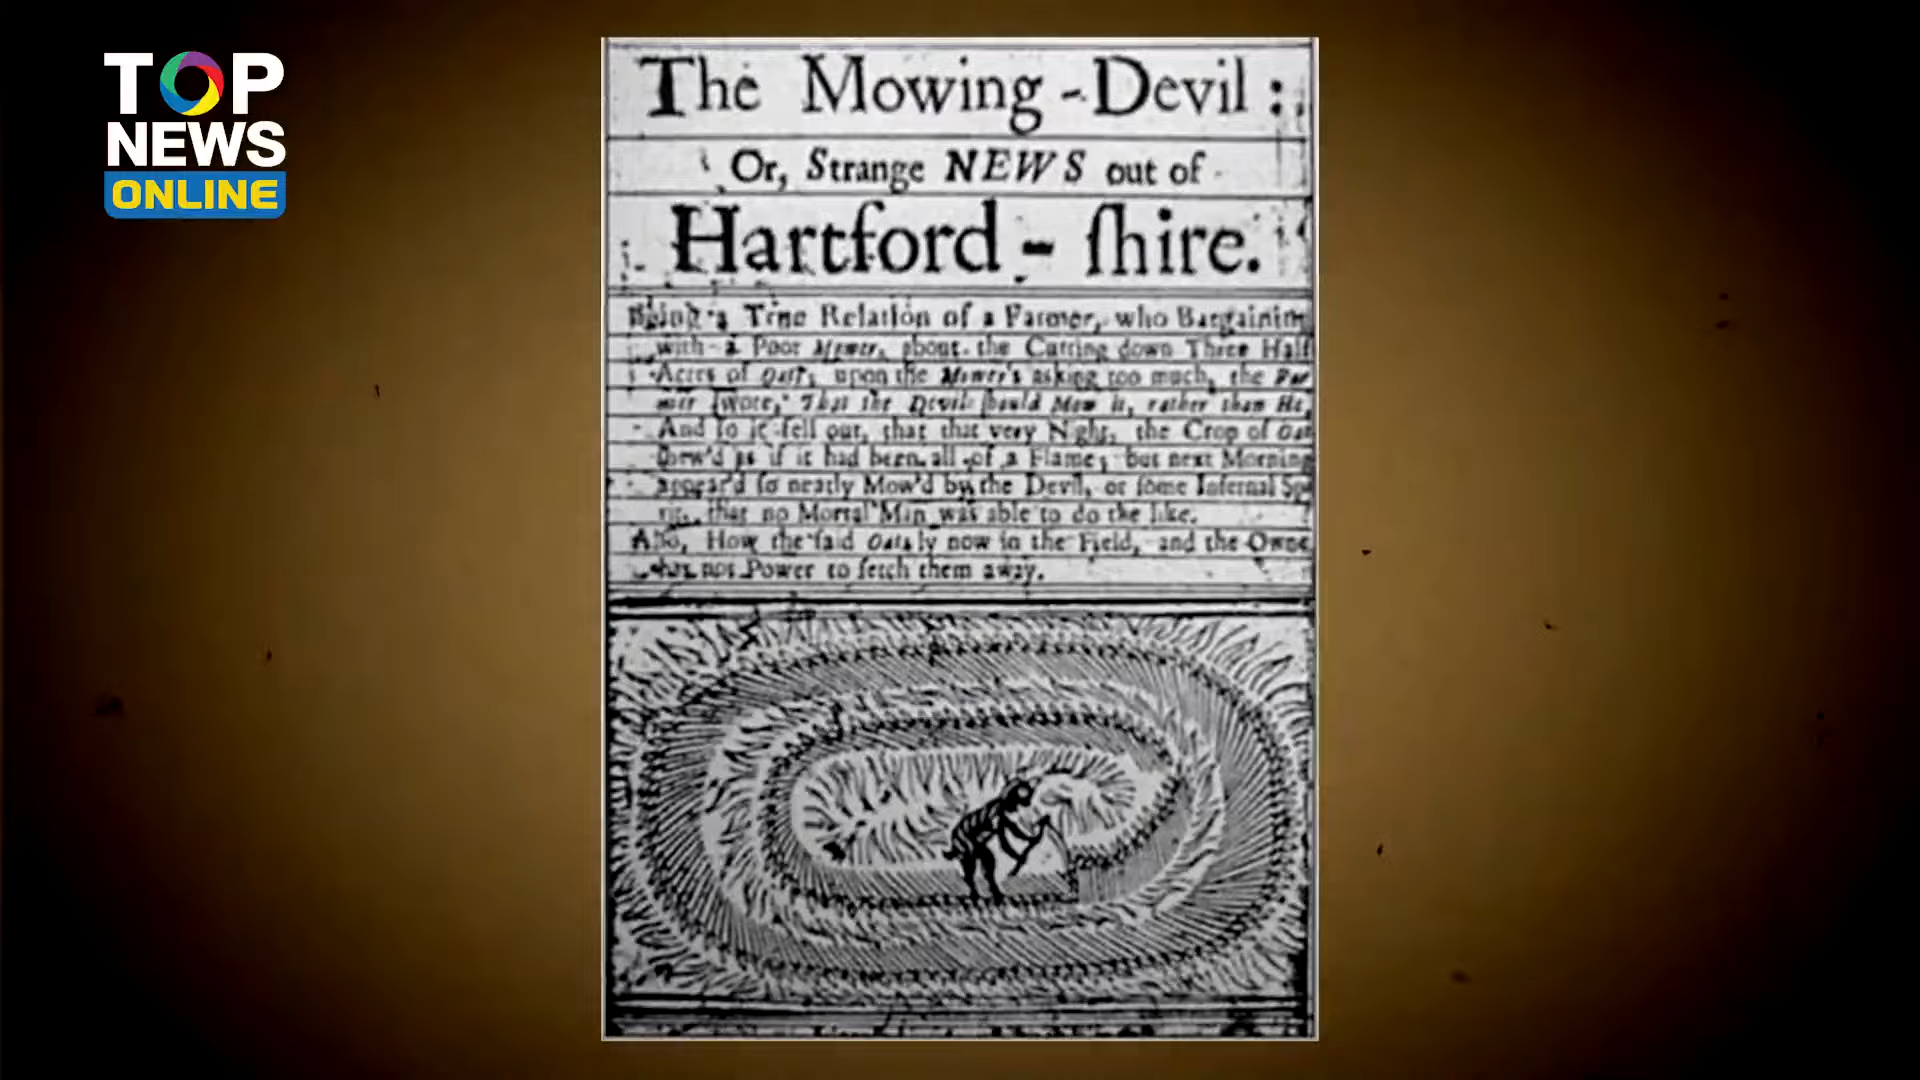 TOP
NEWS
ONLINE
The Mowing-Devil:
Or, Strange NEWS out of
Hartford-ſhire.
Being a True Relation of a Farmer, who Bargaining
with a Poor Mower, about the Cutting down Three Half
Acres of Oats, upon the Mower's asking too much, the Far
mer ſwore, That the Devil ſhould Mow it, rather than He,
And ſo it fell out, that that very Night, the Crop of Oat
ſhew'd as if it had been all of a Flame; but next Morning
appear'd ſo neatly Mow'd by the Devil, or ſome Infernal Spi
rit, that no Mortal Man was able to do the like.
Alſo, How the ſaid Oats ly now in the Field, and the Owne
has not Power to fetch them away.